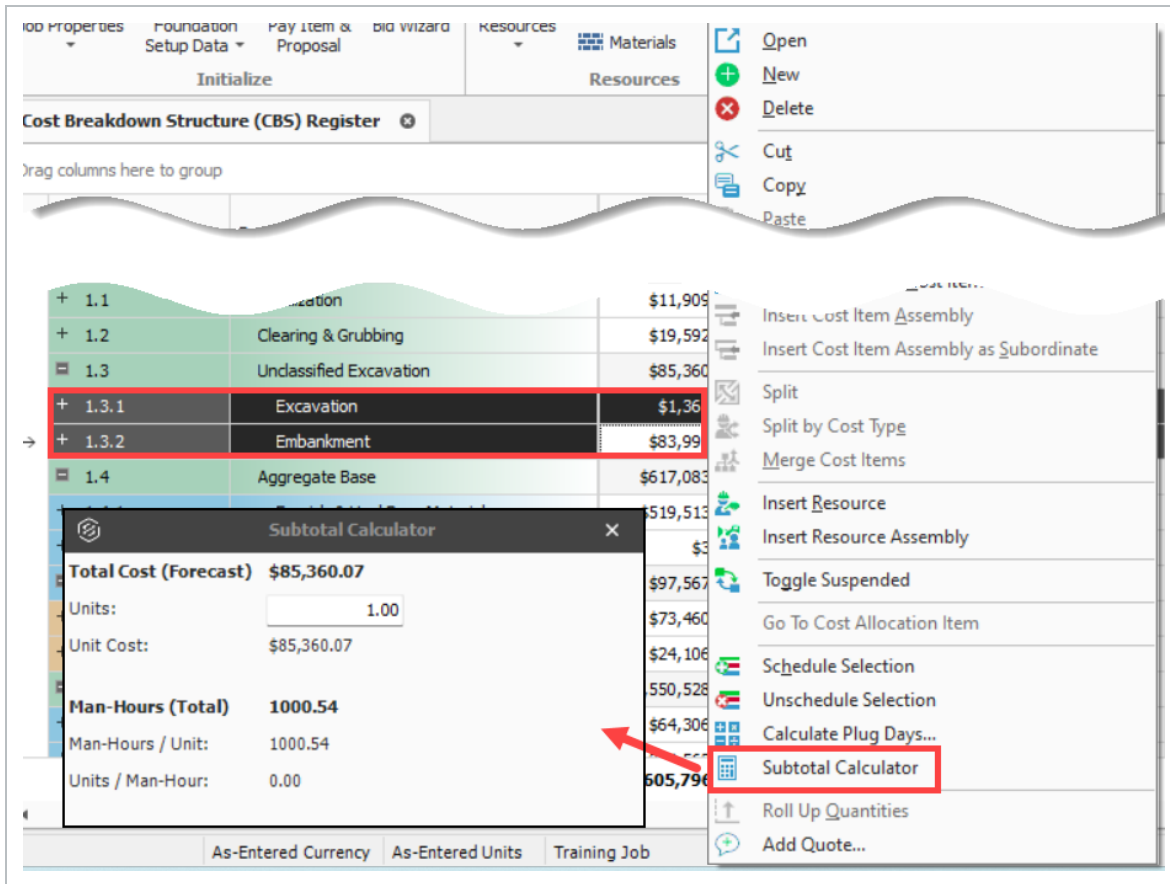 Job Properties Foundation Pay Item & Bid Wizard Resources
Setup Data Proposal Materials
Initialize Resources
Cost Breakdown Structure (CBS) Register
Drag columns here to group
Open
New
Delete
Cut
Copy
Paste
1.1 $11,909
1.2 Clearing & Grubbing $19,592
1.3 Unclassified Excavation $85,360
1.3.1 Excavation $1,36
1.3.2 Embankment $83,99
1.4 Aggregate Base $617,083
$519,513
$3
$97,567
$73,460
$24,106
,550,528
$64,306
605,796
Subtotal Calculator
Total Cost (Forecast) $85,360.07
Units: 1.00
Unit Cost: $85,360.07
Man-Hours (Total) 1000.54
Man-Hours / Unit: 1000.54
Units / Man-Hour: 0.00
Insert Cost Item Assembly
Insert Cost Item Assembly as Subordinate
Split
Split by Cost Type
Merge Cost Items
Insert Resource
Insert Resource Assembly
Toggle Suspended
Go To Cost Allocation Item
Schedule Selection
Unschedule Selection
Calculate Plug Days...
Subtotal Calculator
Roll Up Quantities
Add Quote...
As-Entered Currency As-Entered Units Training Job